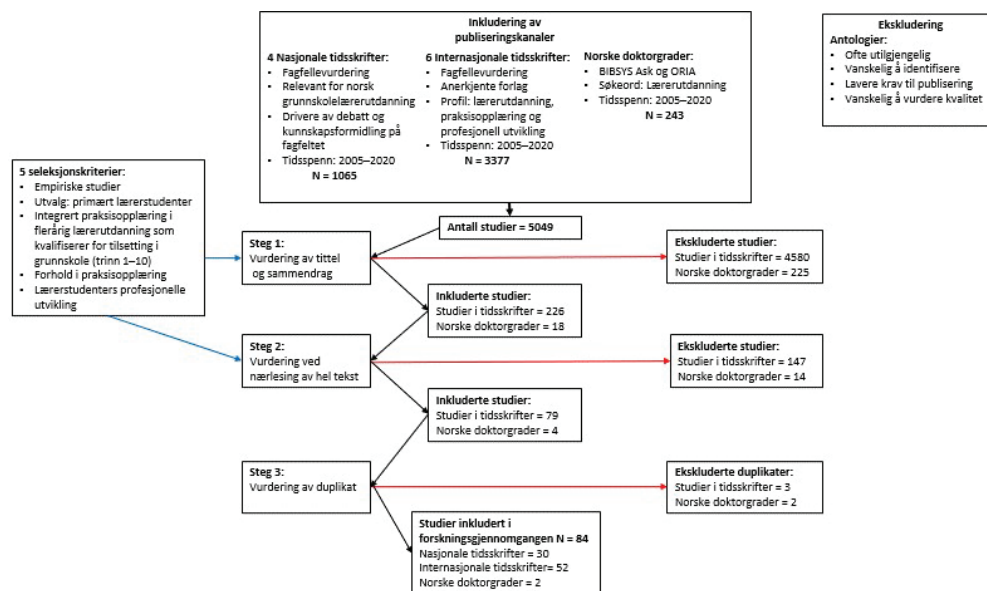 Inkludering av
publiseringskanaler
4 Nasjonale tidsskrifter:
• Fagfellevurdering
• Relevant for norsk
grunnskolelærerutdanning
• Drivere av debatt og
kunnskapsformidling på
fagfeltet
• Tidsspenn: 2005–2020
N = 1065
6 Internasjonale tidsskrifter:
• Fagfellevurdering
• Anerkjente forlag
• Profil: lærerutdanning,
praksisopplæring og
profesjonell utvikling
• Tidsspenn: 2005–2020
N = 3377
Norske doktorgrader:
• BIBSYS Ask og ORIA
• Søkeord: Lærerutdanning
• Tidsspenn: 2005–2020
N = 243
Ekskludering
Antologier:
• Ofte utilgjengelig
• Vanskelig å identifisere
• Lavere krav til publisering
• Vanskelig å vurdere kvalitet
5 seleksjonskriterier:
• Empiriske studier
• Utvalg: primært lærerstudenter
• Integrert praksisopplæring i
flerårig lærerutdanning som
kvalifiserer for tilsetting i
grunnskole (trinn 1–10)
• Forhold i praksisopplæring
• Lærerstudenters profesjonelle
utvikling
Antall studier = 5049
Steg 1:
Vurdering av tittel
og sammendrag
Ekskluderte studier:
Studier i tidsskrifter = 4580
Norske doktorgrader = 225
Inkluderte studier:
Studier i tidsskrifter = 226
Norske doktorgrader = 18
Steg 2:
Vurdering ved
nærlesing av hel tekst
Ekskluderte studier:
Studier i tidsskrifter = 147
Norske doktorgrader = 14
Inkluderte studier:
Studier i tidsskrifter = 79
Norske doktorgrader = 4
Steg 3:
Vurdering av duplikat
Ekskluderte duplikater:
Studier i tidsskrifter = 3
Norske doktorgrader = 2
Studier inkludert i
forskningsgjennomgangen N = 84
Nasjonale tidsskrifter = 30
Internasjonale tidsskrifter= 52
Norske doktorgrader = 2